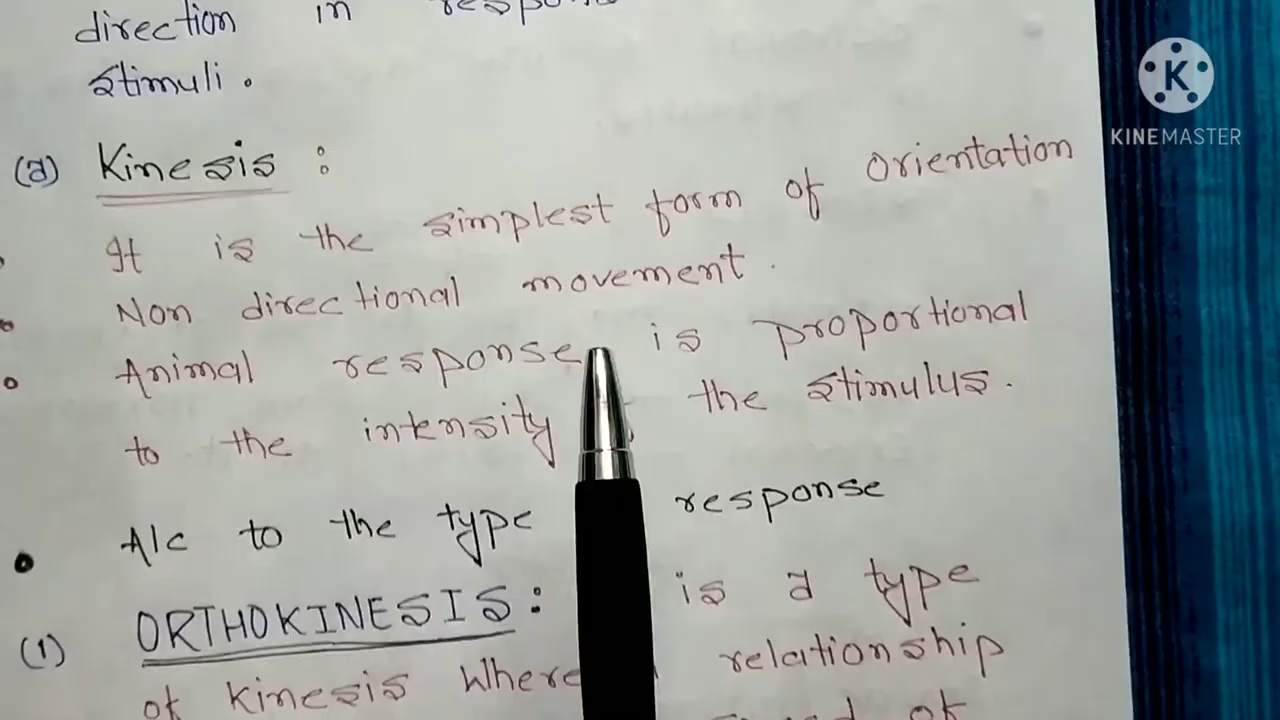 direction in
stimuli.
(a) Kinesis :
It is the simplest form of orientation
Non directional movement.
Animal response is proportional
to the intensity the stimulus.
A/c to the type response
(1) ORTHOKINESIS: is a type
of kinesis where relationship
of
K
KINEMASTER